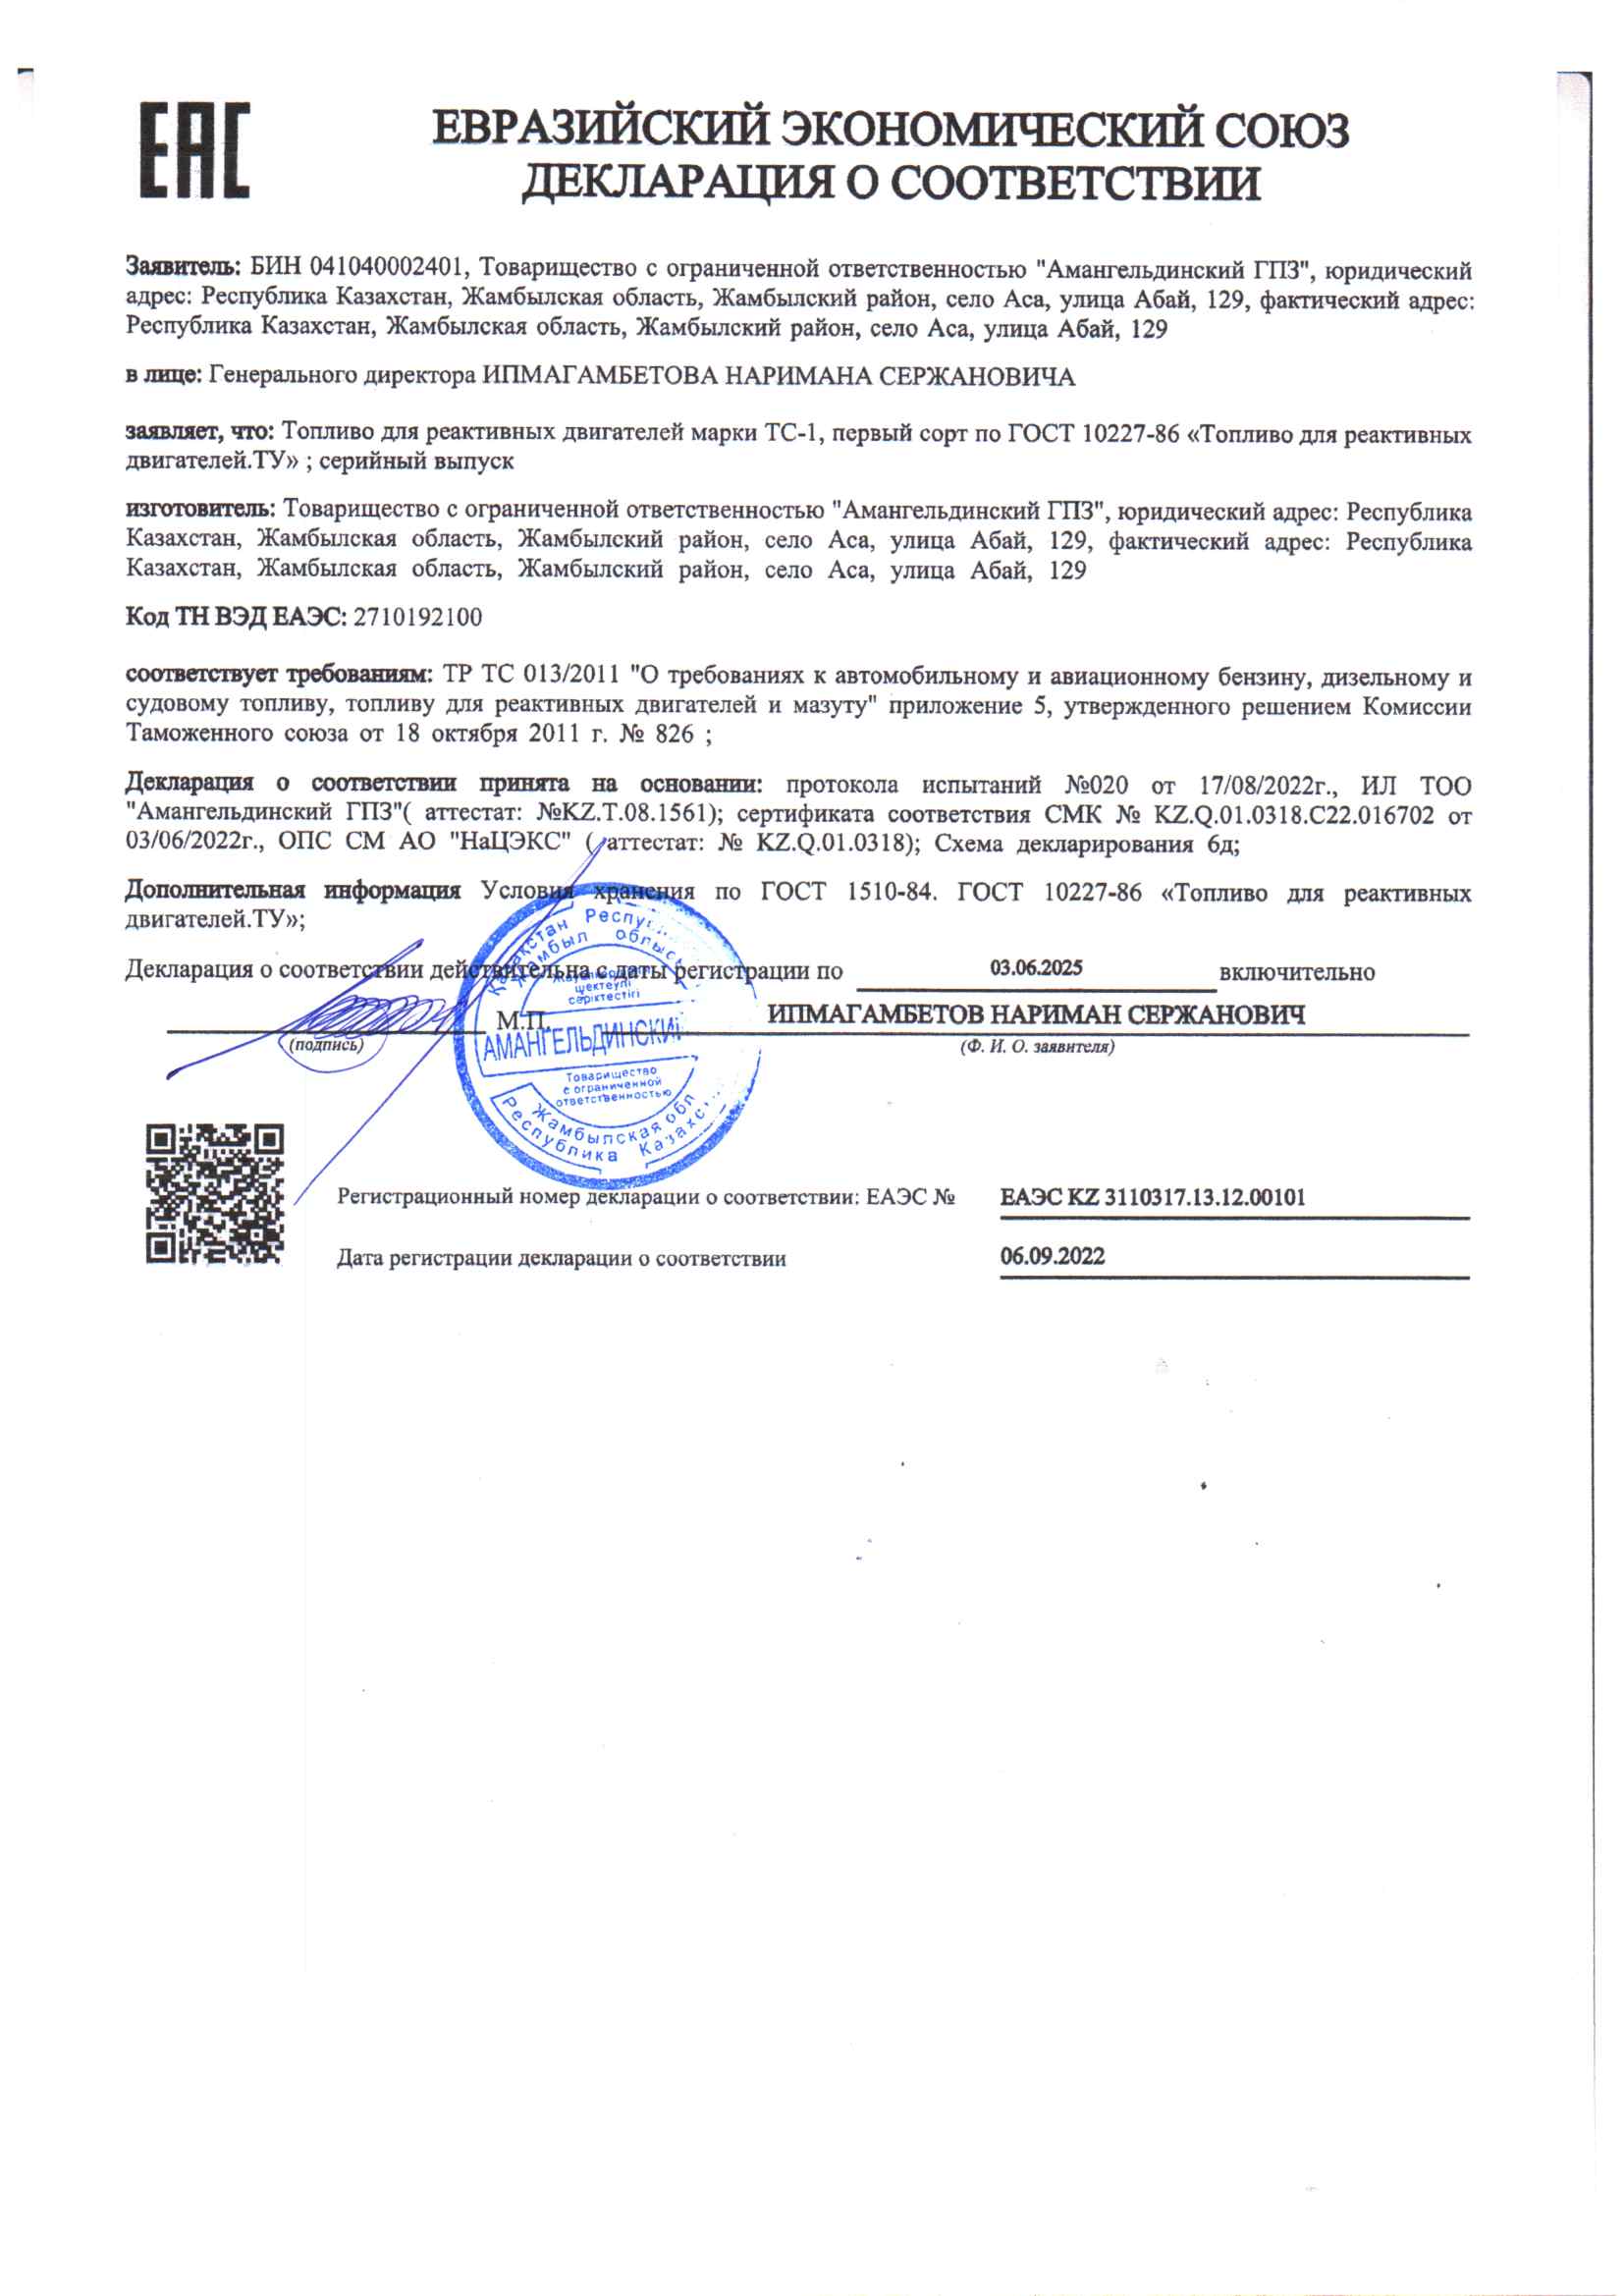 ЕАС
ЕВРАЗИЙСКИЙ ЭКОНОМИЧЕСКИЙ СОЮЗ
ДЕКЛАРАЦИЯ О СООТВЕТСТВИИ
Заявитель: БИН 041040002401, Товарищество с ограниченной ответственностью "Амангельдинский ГПЗ", юридический
адрес: Республика Казахстан, Жамбылская область, Жамбылский район, село Аса, улица Абай, 129, фактический адрес:
Республика Казахстан, Жамбылская область, Жамбылский район, село Аса, улица Абай, 129
в лице: Генерального директора ИПМАГАМБЕТОВА НАРИМАНА СЕРЖАНОВИЧА
заявляет, что: Топливо для реактивных двигателей марки ТС-1, первый сорт по ГОСТ 10227-86 «Топливо для реактивных
двигателей.ТУ» ; серийный выпуск
изготовитель: Товарищество с ограниченной ответственностью "Амангельдинский ГПЗ", юридический адрес: Республика
Казахстан, Жамбылская область, Жамбылский район, село Аса, улица Абай, 129, фактический адрес: Республика
Казахстан, Жамбылская область, Жамбылский район, село Аса, улица Абай, 129
Код ТН ВЭД ЕАЭС: 2710192100
соответствует требованиям: ТР ТС 013/2011 "О требованиях к автомобильному и авиационному бензину, дизельному и
судовому топливу, топливу для реактивных двигателей и мазуту" приложение 5, утвержденного решением Комиссии
Таможенного союза от 18 октября 2011 г. № 826 ;
Декларация о соответствии принята на основании: протокола испытаний №020 от 17/08/2022г., ИЛ ТОО
"Амангельдинский ГПЗ"( аттестат: №KZ.T.08.1561); сертификата соответствия СМК № KZ.Q.01.0318.C22.016702 от
03/06/2022г., ОПС СМ АО "НаЦЭКС" ( аттестат: № KZ.Q.01.0318); Схема декларирования 6д;
Дополнительная информация Условия хранения по ГОСТ 1510-84. ГОСТ 10227-86 «Топливо для реактивных
двигателей.ТУ»;
Декларация о соответствии действительна с даты регистрации по 03.06.2025 включительно
М.П. ИПМАГАМБЕТОВ НАРИМАН СЕРЖАНОВИЧ
(подпись) (Ф. И. О. заявителя)
Жамбыл
шектеулі
серіктестігі
АМАНГЕЛЬДИНСКИЙ
Товарищество
с ограниченной
ответственностью
Жамбылская обл
Республика
Регистрационный номер декларации о соответствии: ЕАЭС № ЕАЭС KZ 3110317.13.12.00101
Дата регистрации декларации о соответствии 06.09.2022